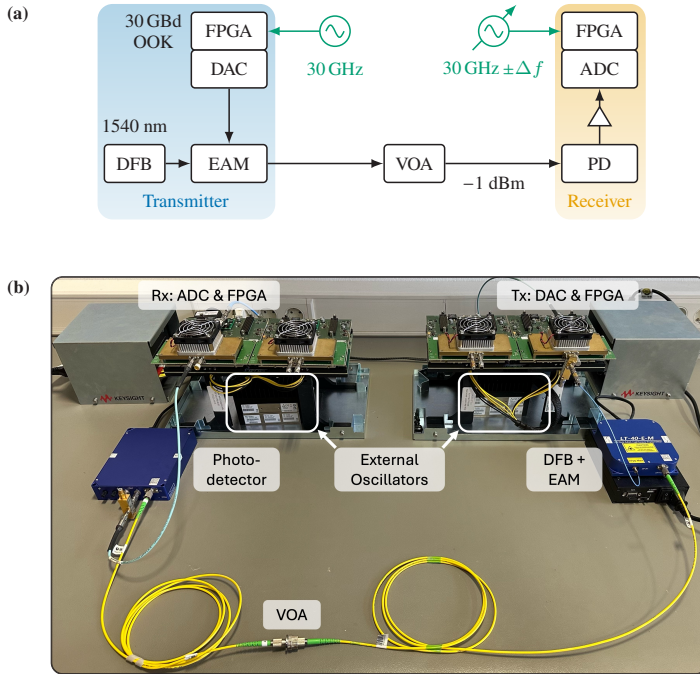 (a)
30 GBd
OOK
FPGA
DAC
30 GHz
30 GHz ± Δf
FPGA
ADC
1540 nm
DFB
EAM
VOA
−1 dBm
PD
Transmitter
Receiver
(b)
Rx: ADC & FPGA
Tx: DAC & FPGA
KEYSIGHT
KEYSIGHT
LT-40-E-M
Photo-
detector
External
Oscillators
DFB +
EAM
VOA